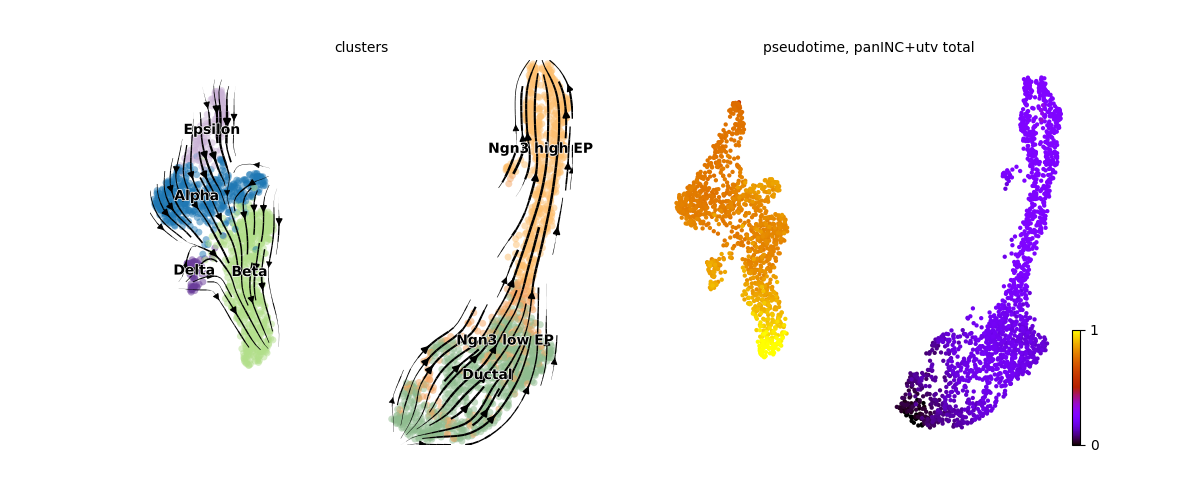 clusters
Epsilon
Alpha
Delta
Beta
Ngn3 high EP
Ngn3 low EP
Ductal
pseudotime, panINC+utv total
1
0